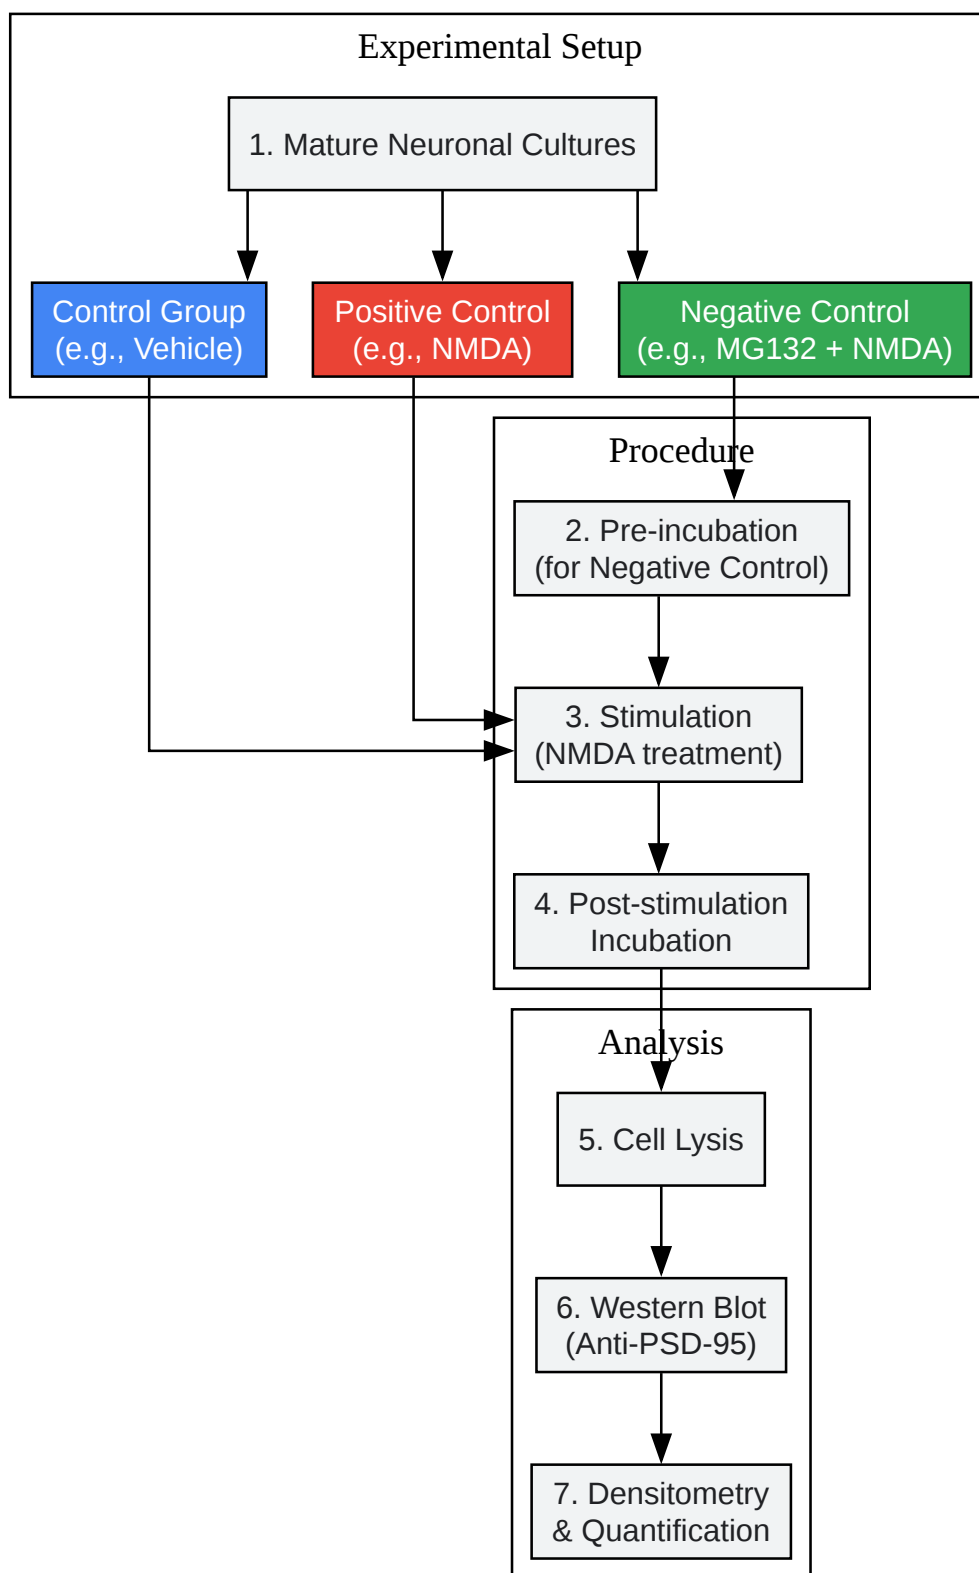 Experimental Setup
1. Mature Neuronal Cultures
Control Group
(e.g., Vehicle)
Positive Control
(e.g., NMDA)
Negative Control
(e.g., MG132 + NMDA)
Procedure
2. Pre-incubation
(for Negative Control)
3. Stimulation
(NMDA treatment)
4. Post-stimulation
Incubation
Analysis
5. Cell Lysis
6. Western Blot
(Anti-PSD-95)
7. Densitometry
& Quantification